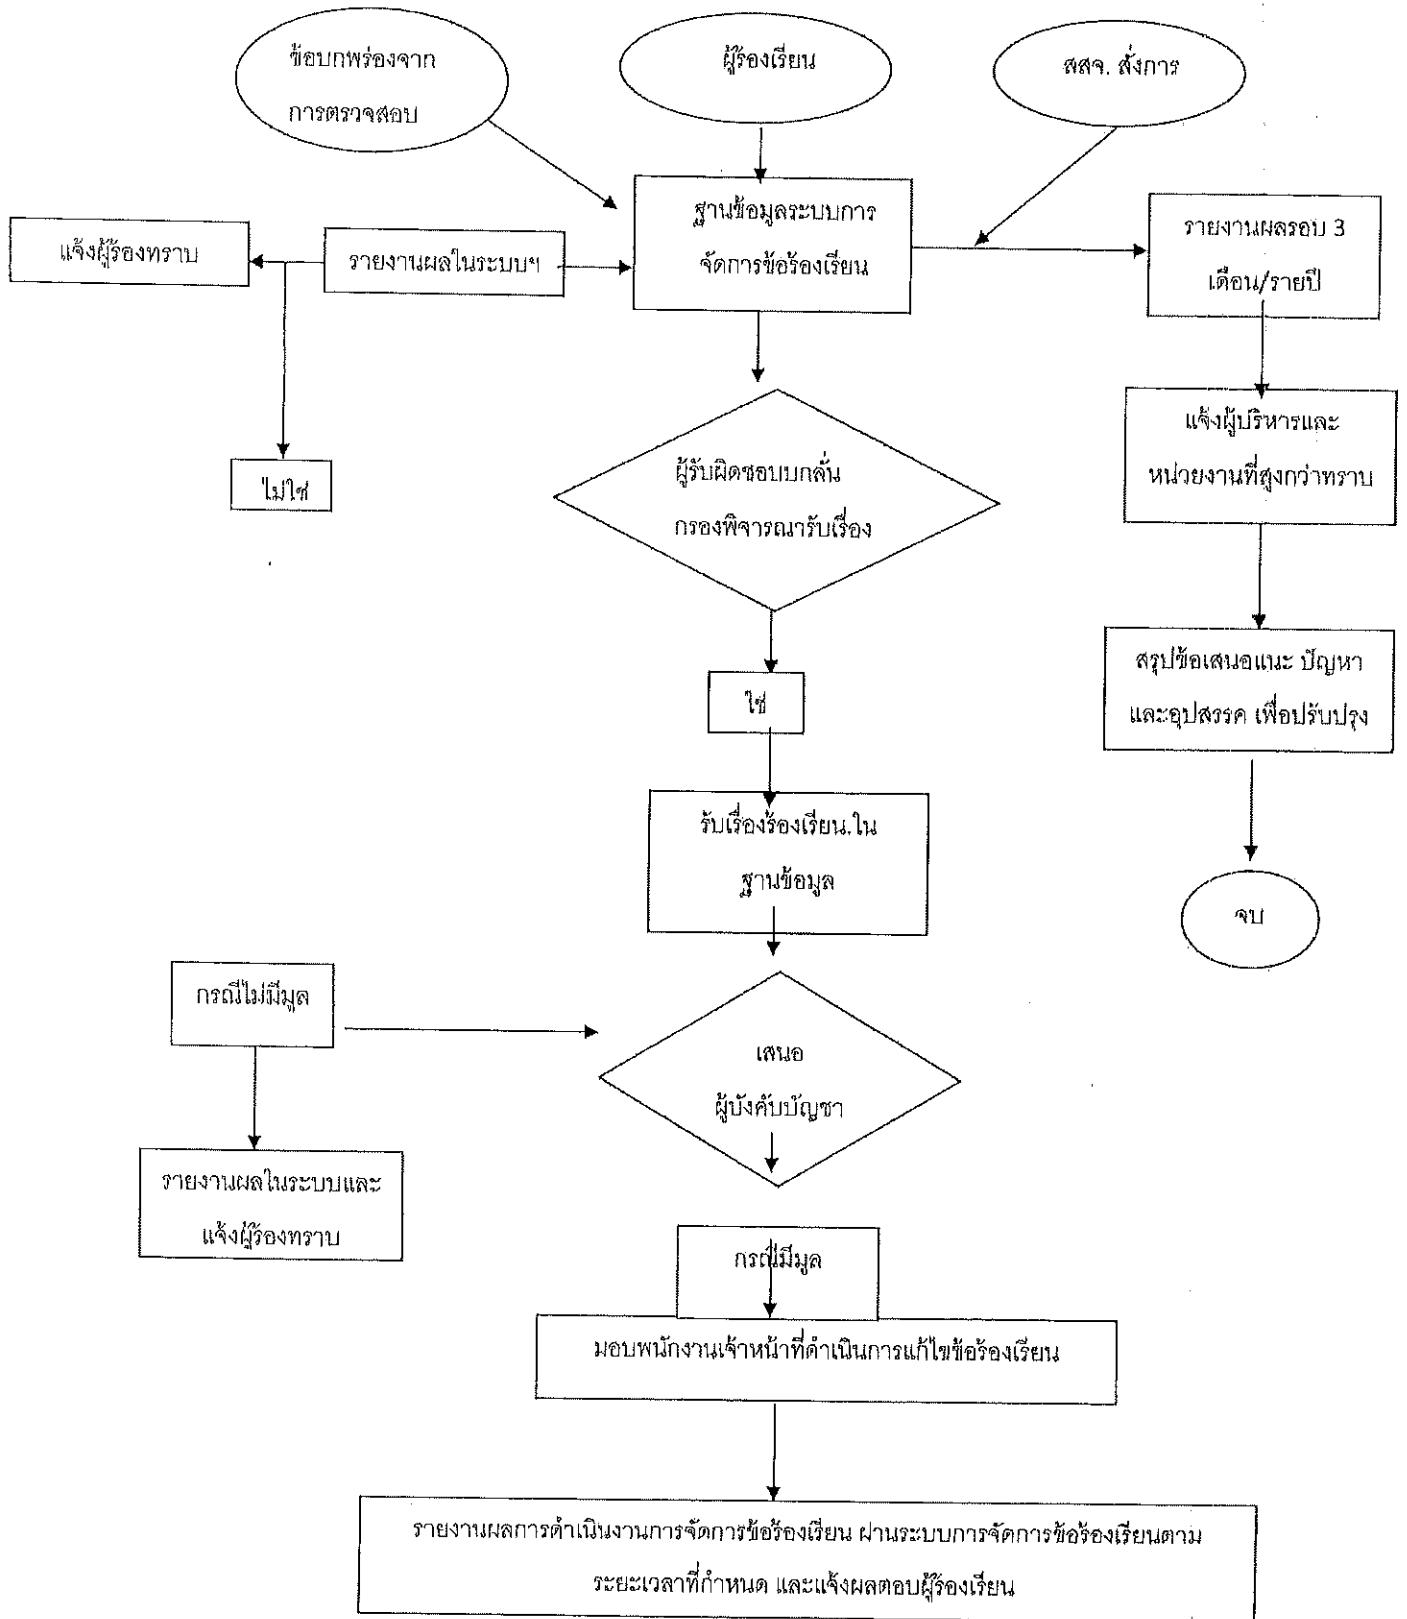 ข้อบกพร่องจาก
การตรวจสอบ
ผู้ร้องเรียน
สสจ. สั่งการ
แจ้งผู้ร้องทราบ
รายงานผลในระบบฯ
ฐานข้อมูลระบบการ
จัดการข้อร้องเรียน
รายงานผลรอบ 3
เดือน/รายปี
ไม่ใช่
ผู้รับผิดชอบบกลั่น
กรองพิจารณารับเรื่อง
แจ้งผู้บริหารและ
หน่วยงานที่สูงกว่าทราบ
ใช่
สรุปข้อเสนอแนะ ปัญหา
และอุปสรรค เพื่อปรับปรุง
รับเรื่องร้องเรียน.ใน
ฐานข้อมูล
จบ
กรณีไม่มีมูล
เสนอ
ผู้บังคับบัญชา
รายงานผลในระบบและ
แจ้งผู้ร้องทราบ
กรณีมีมูล
มอบพนักงานเจ้าหน้าที่ดำเนินการแก้ไขข้อร้องเรียน
รายงานผลการดำเนินงานการจัดการข้อร้องเรียน ผ่านระบบการจัดการข้อร้องเรียนตาม
ระยะเวลาที่กำหนด และแจ้งผลตอบผู้ร้องเรียน